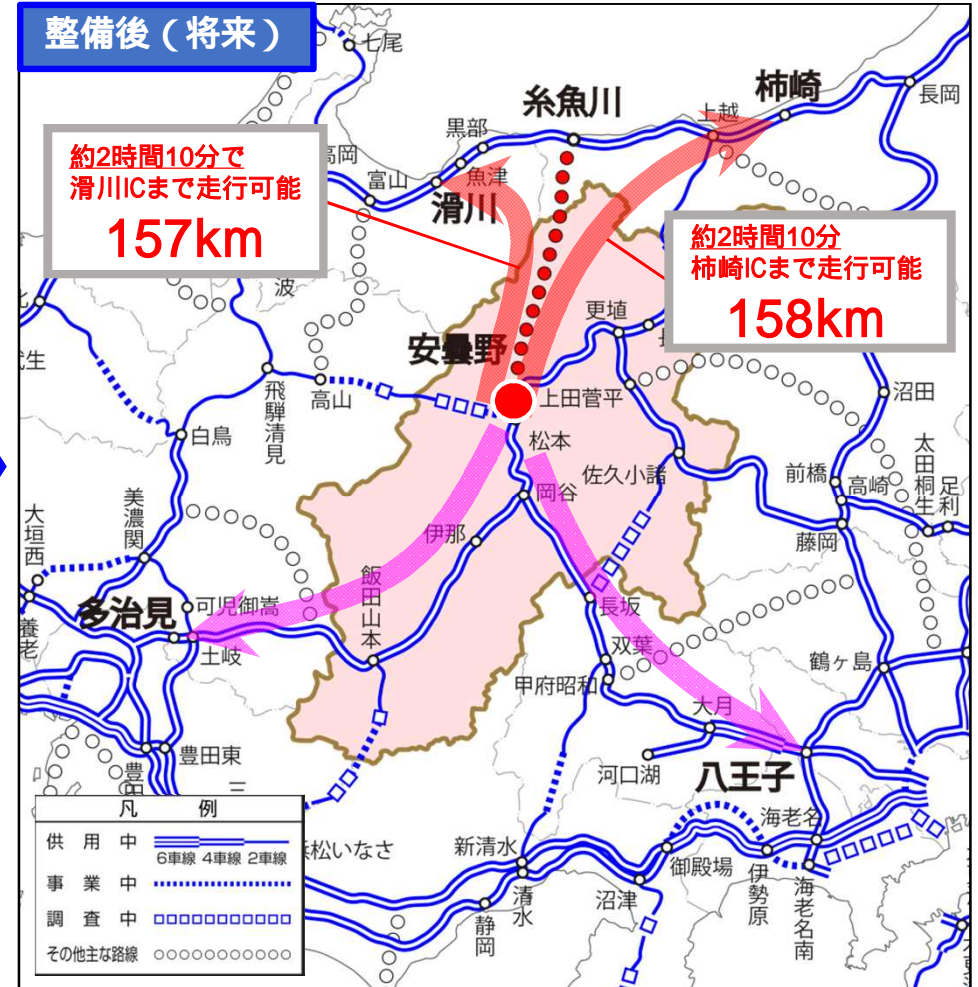 整備後（将来）
七尾
糸魚川
柿崎
長岡
上越
黒部
約2時間10分で
滑川ICまで走行可能
157km
高岡
富山
魚津
滑川
約2時間10分
柿崎ICまで走行可能
158km
波
更埴
安曇野
上田菅平
高山
飛騨清見
沼田
白鳥
松本
佐久小諸
前橋
高崎
太田桐生
足利
美濃関
岡谷
大垣西
伊那
藤岡
飯田山本
可児御嵩
多治見
長坂
養老
土岐
双葉
鶴ヶ島
甲府昭和
大月
豊田東
河口湖
八王子
海老名
凡例
供用中
6車線 4車線 2車線
事業中
調査中
その他主な路線
松いなさ
新清水
御殿場
伊勢原
海老名南
清水
沼津
静岡